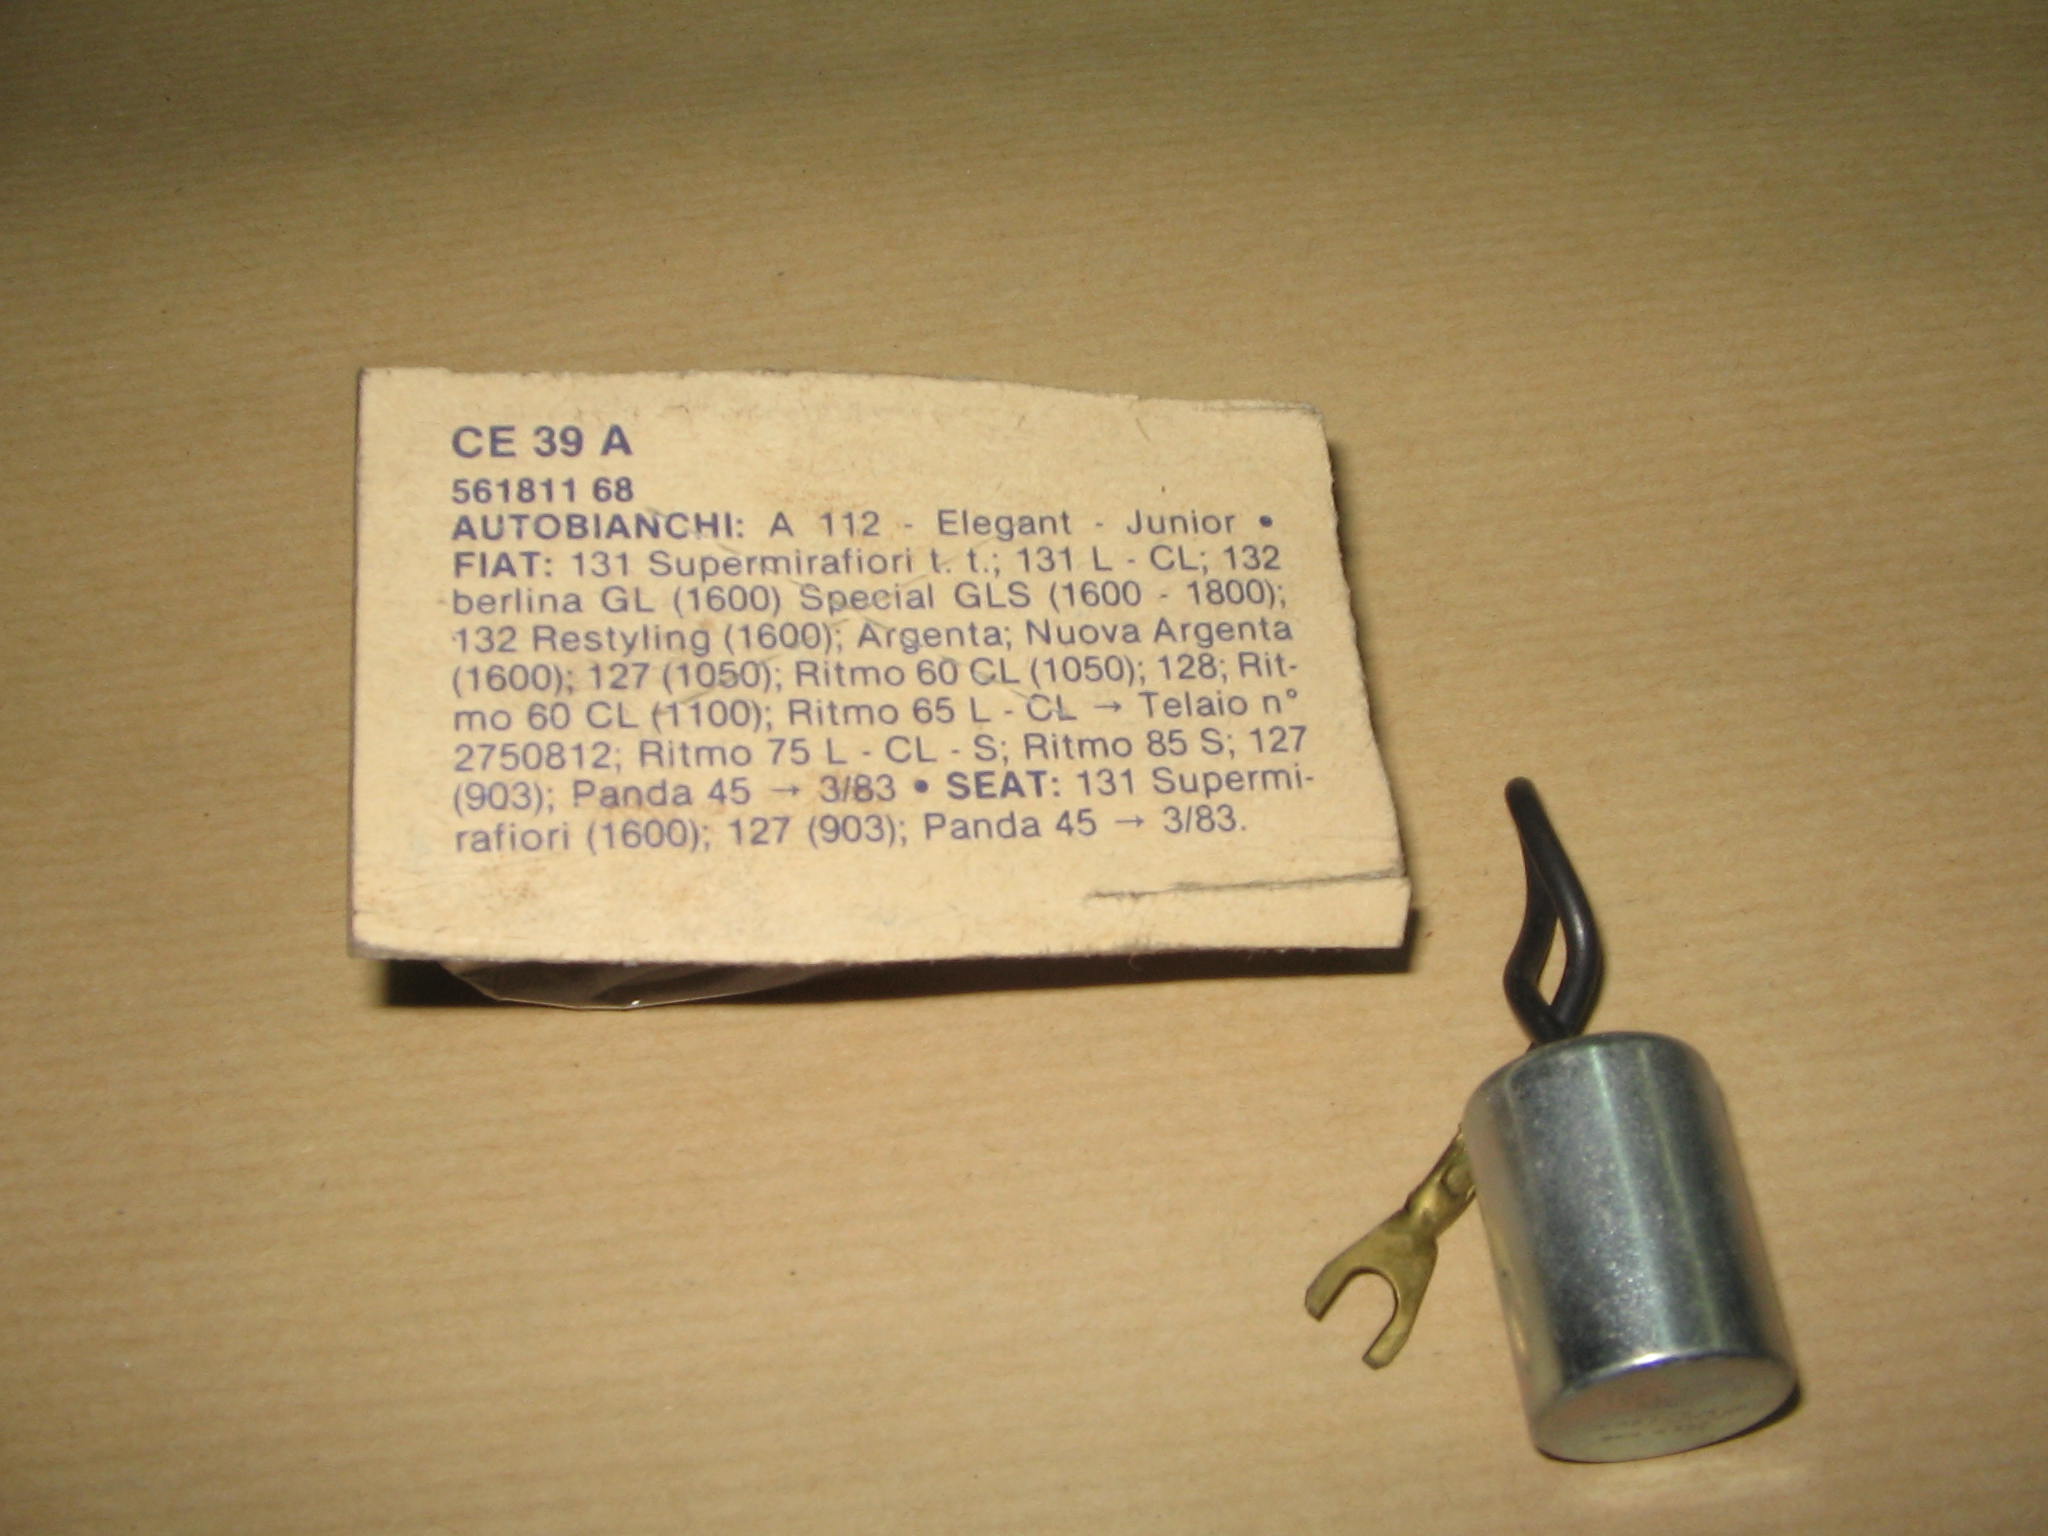 CE 39 A
561811 68
AUTOBIANCHI: A 112 - Elegant - Junior •
FIAT: 131 Supermirafiori t. t.; 131 L - CL; 132
berlina GL (1600) Special GLS (1600 - 1800);
132 Restyling (1600); Argenta; Nuova Argenta
(1600); 127 (1050); Ritmo 60 CL (1050); 128; Rit-
mo 60 CL (1100); Ritmo 65 L - CL → Telaio n°
2750812; Ritmo 75 L - CL - S; Ritmo 85 S; 127
(903); Panda 45 → 3/83 • SEAT: 131 Supermi-
rafiori (1600); 127 (903); Panda 45 → 3/83.